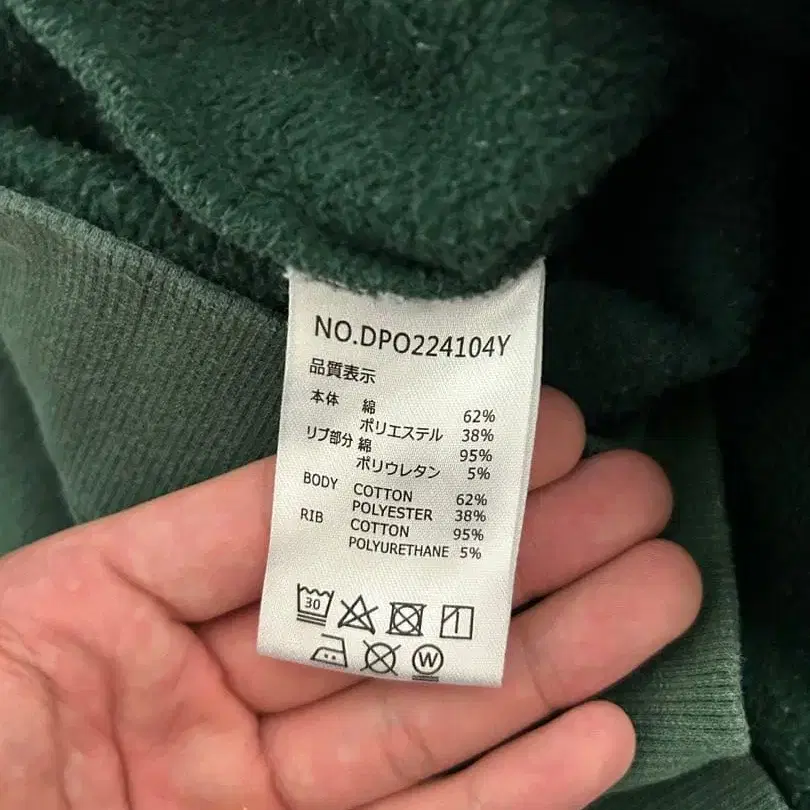 NO.DPO224104Y
品質表示
本体 綿 62%
ポリエステル 38%
リブ部分 綿 95%
ポリウレタン 5%
BODY COTTON 62%
POLYESTER 38%
RIB COTTON 95%
POLYURETHANE 5%
30
W